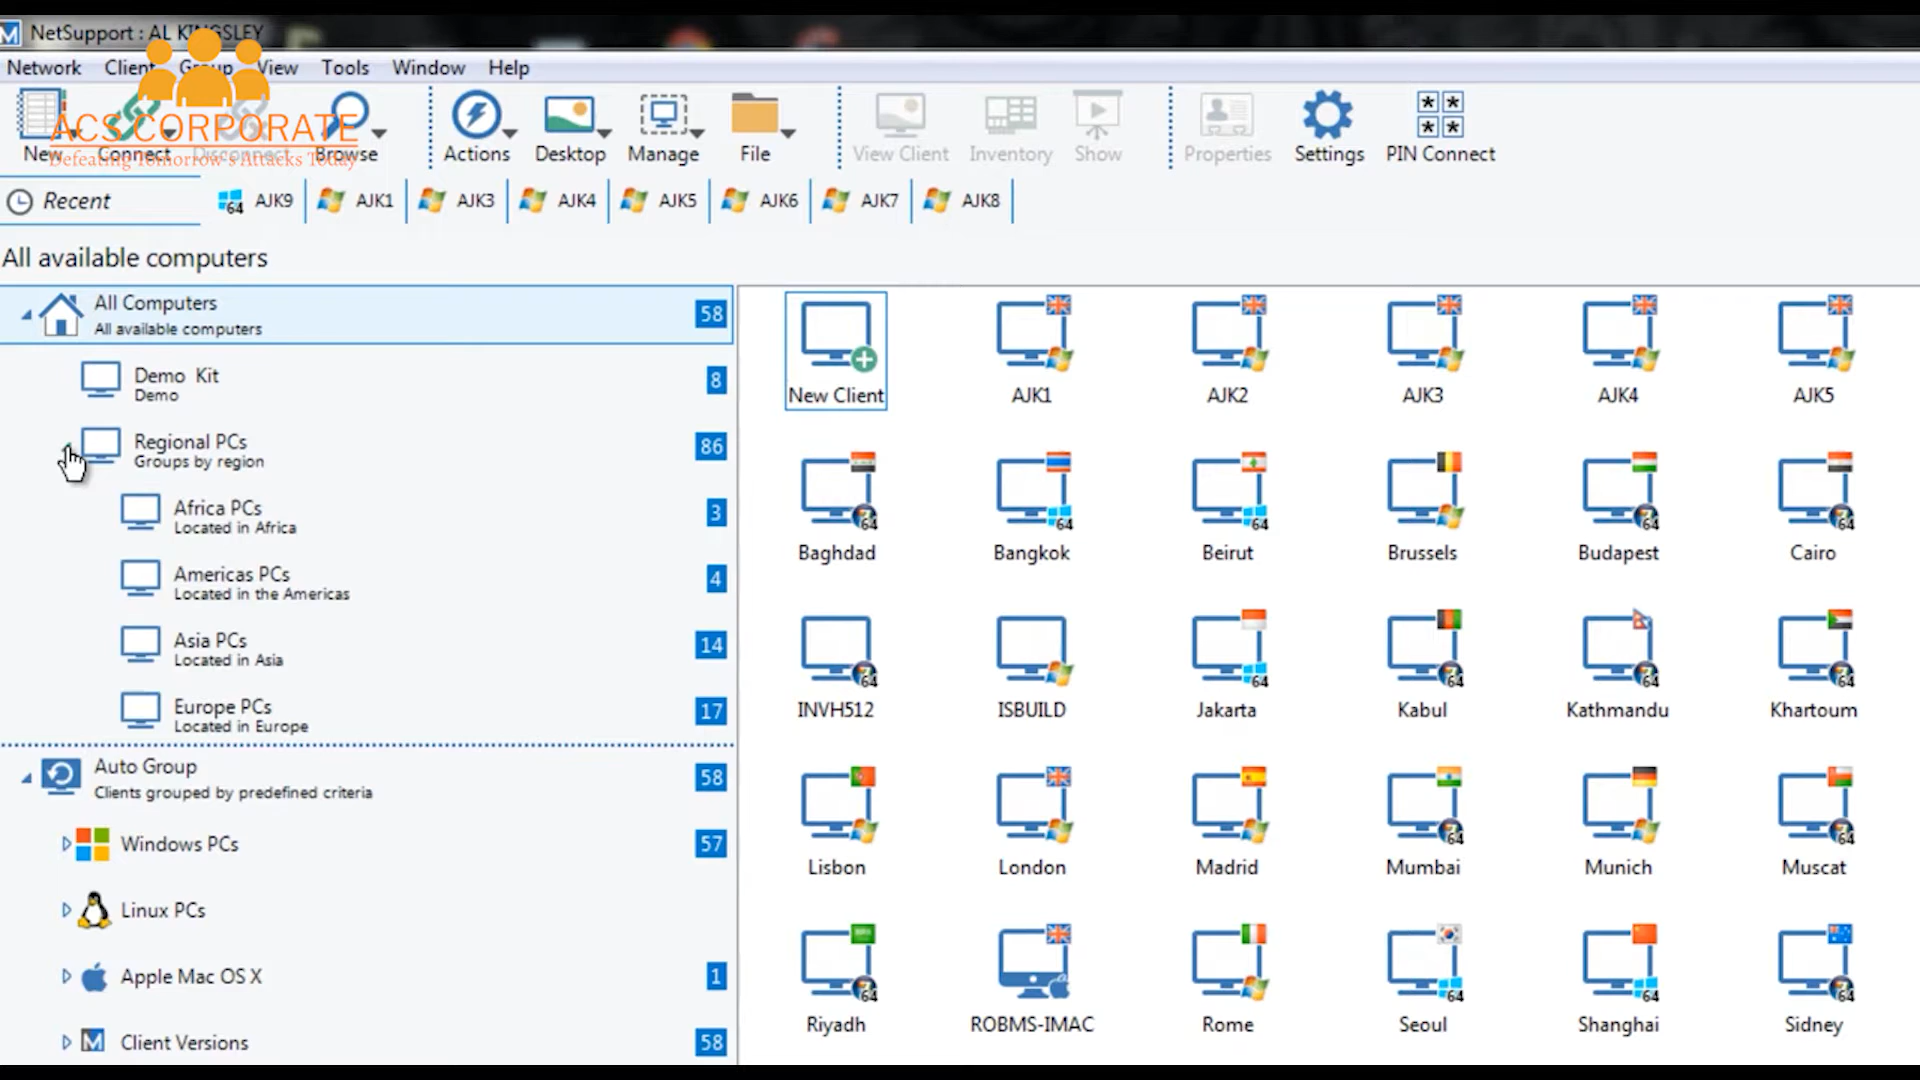 NetSupport : AL KINGSLEY
Network Client Group View Tools Window Help
ACS CORPORATE
Defeating Tomorrow's Attacks Today
New Connect Disconnect Browse Actions Desktop Manage File View Client Inventory Show Properties Settings PIN Connect
Recent AJK9 AJK1 AJK3 AJK4 AJK5 AJK6 AJK7 AJK8
All available computers
All Computers 58
All available computers
Demo Kit 8
Demo
Regional PCs 86
Groups by region
Africa PCs 3
Located in Africa
Americas PCs 4
Located in the Americas
Asia PCs 14
Located in Asia
Europe PCs 17
Located in Europe
Auto Group 58
Clients grouped by predefined criteria
Windows PCs 57
Linux PCs
Apple Mac OS X 1
Client Versions 58
New Client AJK1 AJK2 AJK3 AJK4 AJK5
Baghdad Bangkok Beirut Brussels Budapest Cairo
INVH512 ISBUILD Jakarta Kabul Kathmandu Khartoum
Lisbon London Madrid Mumbai Munich Muscat
Riyadh ROBMS-IMAC Rome Seoul Shanghai Sidney